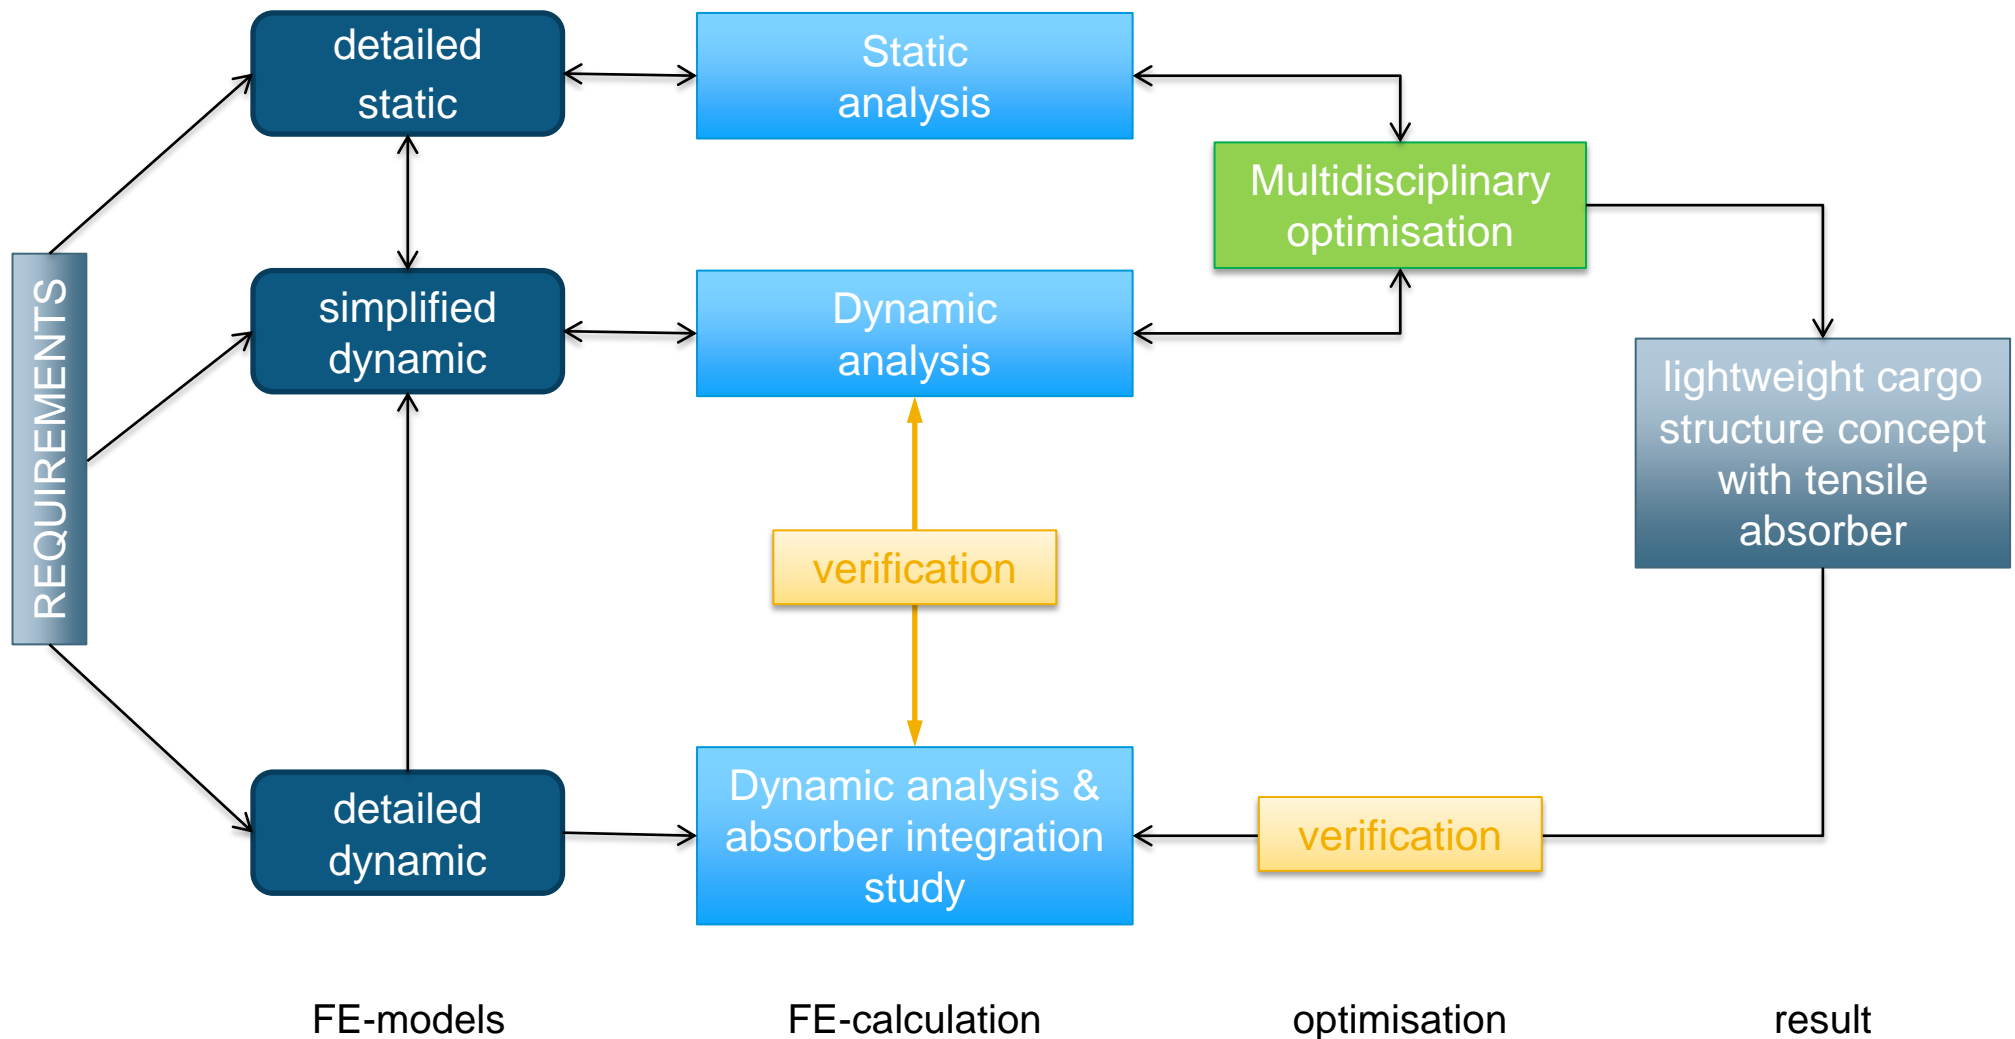 REQUIREMENTS
detailed
static
simplified
dynamic
detailed
dynamic
Static
analysis
Dynamic
analysis
verification
Dynamic analysis &
absorber integration
study
Multidisciplinary
optimisation
verification
lightweight cargo
structure concept
with tensile
absorber
FE-models
FE-calculation
optimisation
result